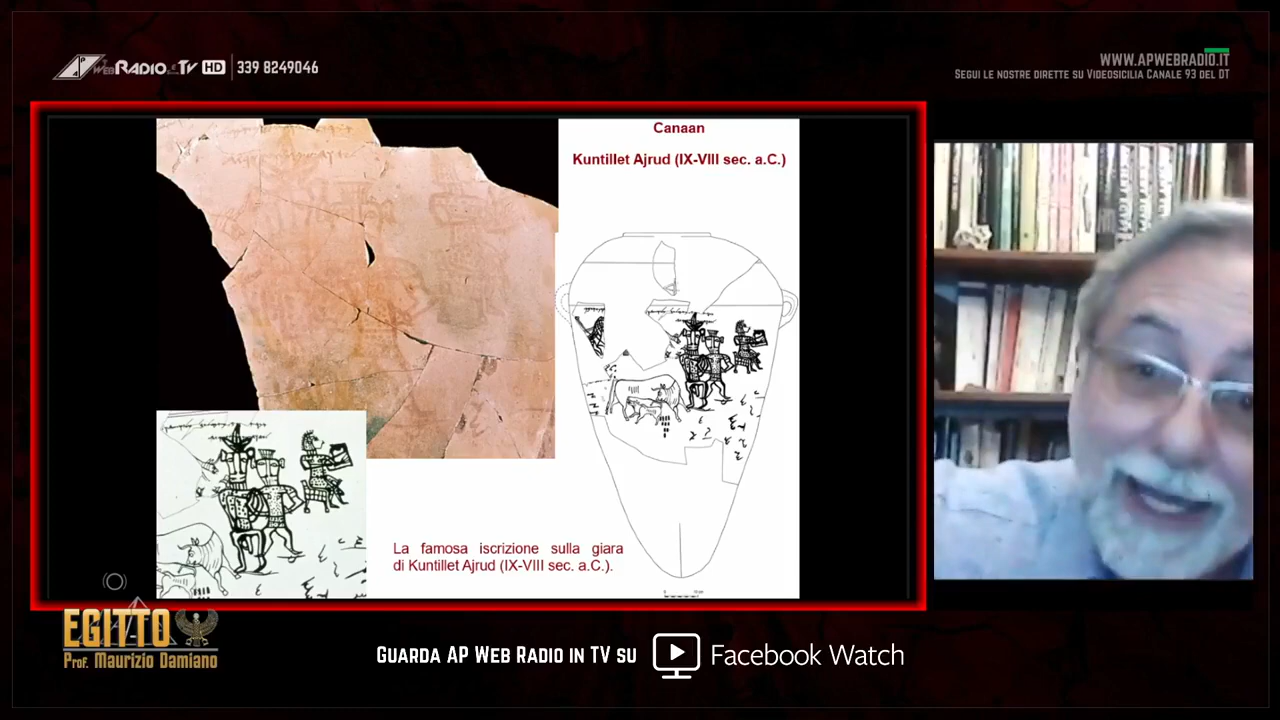 AP WEB RADIO E TV HD 339 8249046
WWW.APWEBRADIO.IT
SEGUI LE NOSTRE DIRETTE SU VIDEOSICILIA CANALE 93 DEL DT
Canaan
Kuntillet Ajrud (IX-VIII sec. a.C.)
La famosa iscrizione sulla giara
di Kuntillet Ajrud (IX-VIII sec. a.C.).
EGITTO
Prof. Maurizio Damiano
GUARDA AP WEB RADIO IN TV SU
Facebook Watch